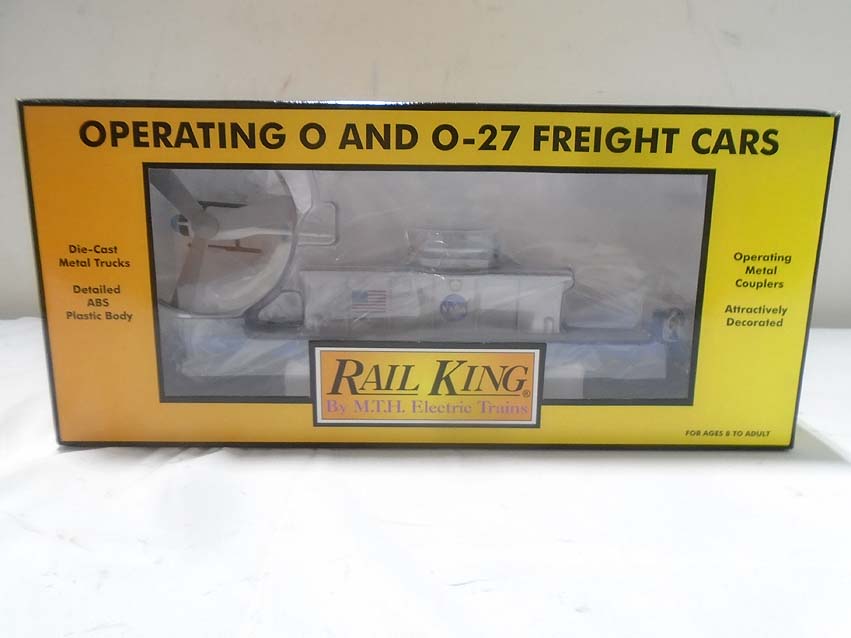 OPERATING O AND O-27 FREIGHT CARS
Die-Cast
Metal Trucks
Detailed
ABS
Plastic Body
Operating
Metal
Couplers
Attractively
Decorated
RAIL KING®
By M.T.H. Electric Trains
FOR AGES 8 TO ADULT